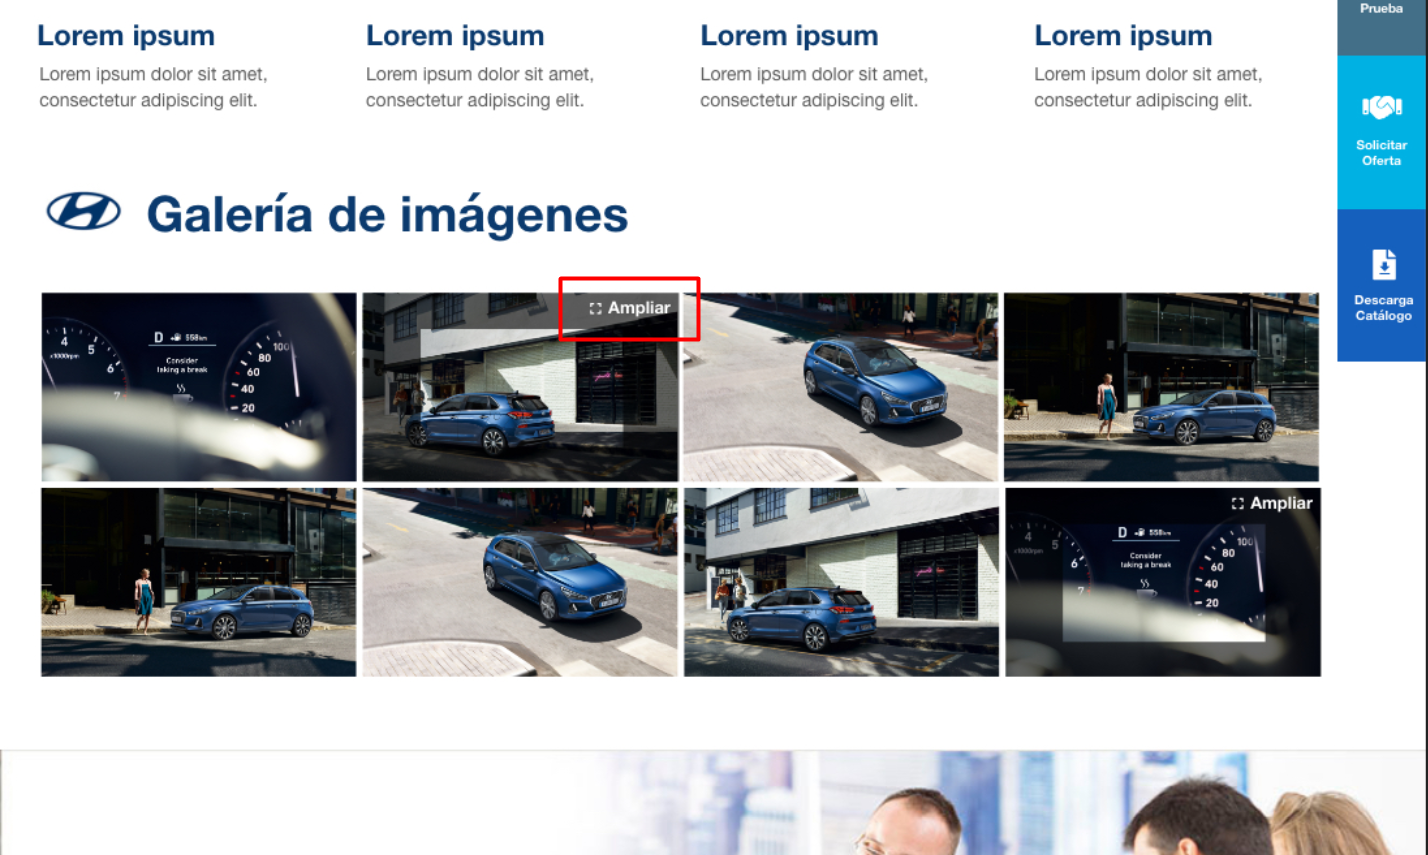 Prueba
Lorem ipsum
Lorem ipsum dolor sit amet,
consectetur adipiscing elit.
Lorem ipsum
Lorem ipsum dolor sit amet,
consectetur adipiscing elit.
Lorem ipsum
Lorem ipsum dolor sit amet,
consectetur adipiscing elit.
Lorem ipsum
Lorem ipsum dolor sit amet,
consectetur adipiscing elit.
Solicitar
Oferta
Descarga
Catálogo
Galería de imágenes
4
5
6
7
x1000rpm
D 558km
Consider
taking a break
100
80
60
40
20
Ampliar
Ampliar
4
5
6
7
x1000rpm
D 558km
Consider
taking a break
100
80
60
40
20